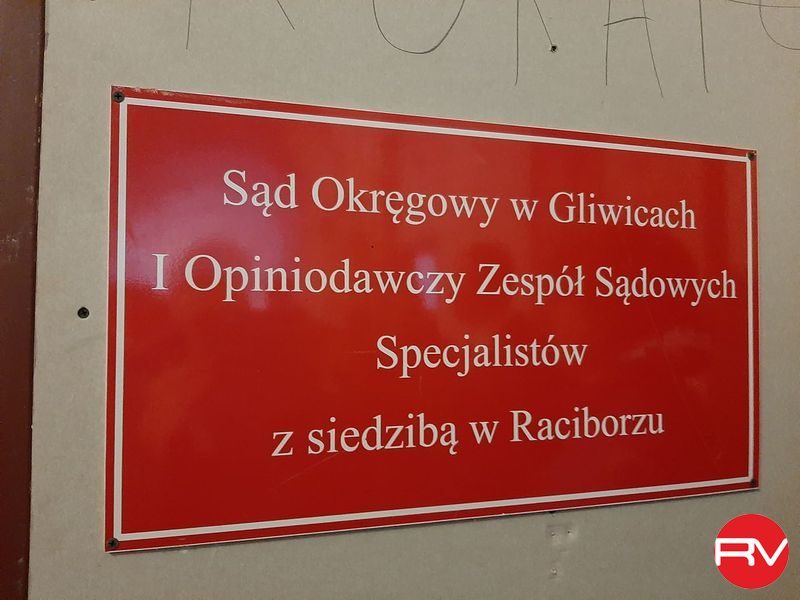 Sąd Okręgowy w Gliwicach
I Opiniodawczy Zespół Sądowych
Specjalistów
z siedzibą w Raciborzu
RV